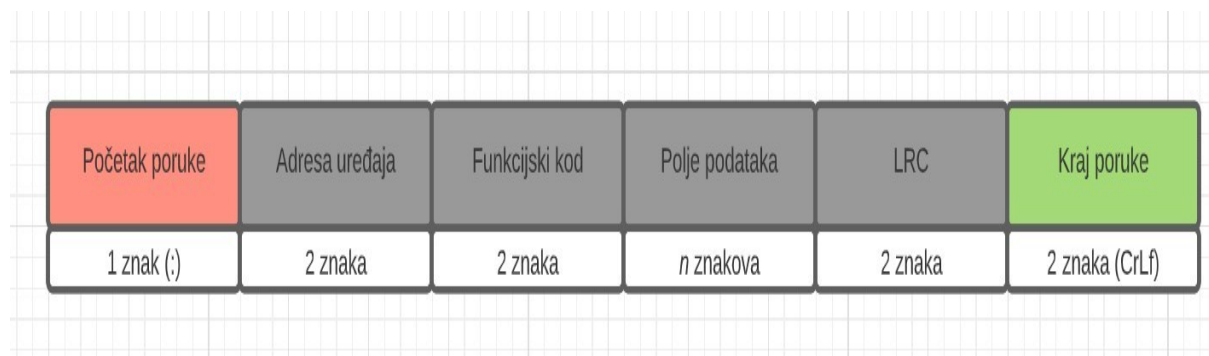 Početak poruke Adresa uređaja Funkcijski kod Polje podataka LRC Kraj poruke
1 znak (:) 2 znaka 2 znaka n znakova 2 znaka 2 znaka (CrLf)